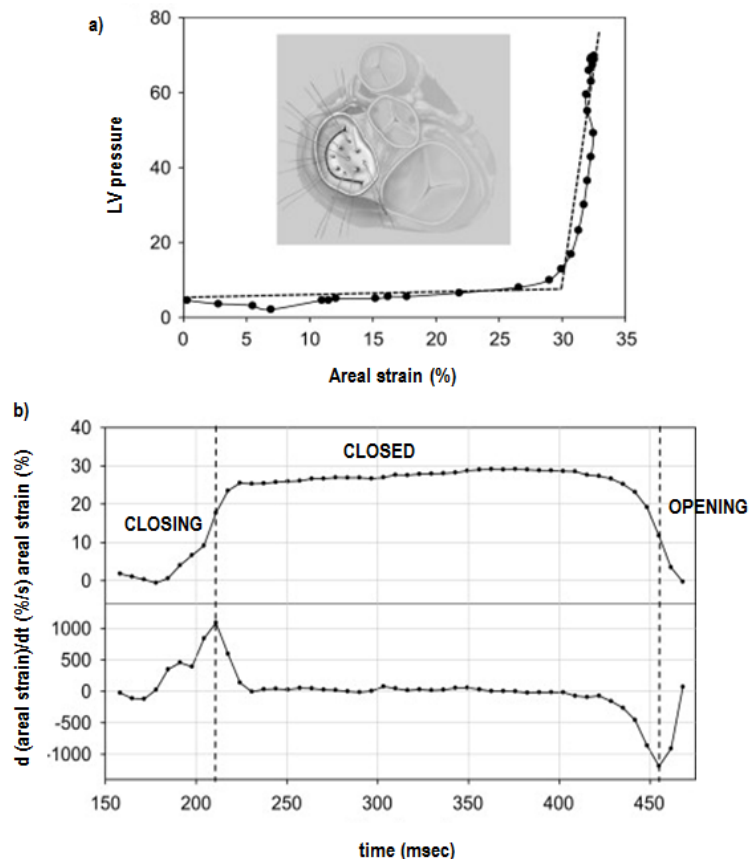 a)
80
60
40
20
0
LV pressure
0 5 10 15 20 25 30 35
Areal strain (%)
b)
40
30
20
10
0
CLOSING
CLOSED
OPENING
1000
500
0
-500
-1000
d (areal strain)/dt (%/s) areal strain (%)
150 200 250 300 350 400 450
time (msec)